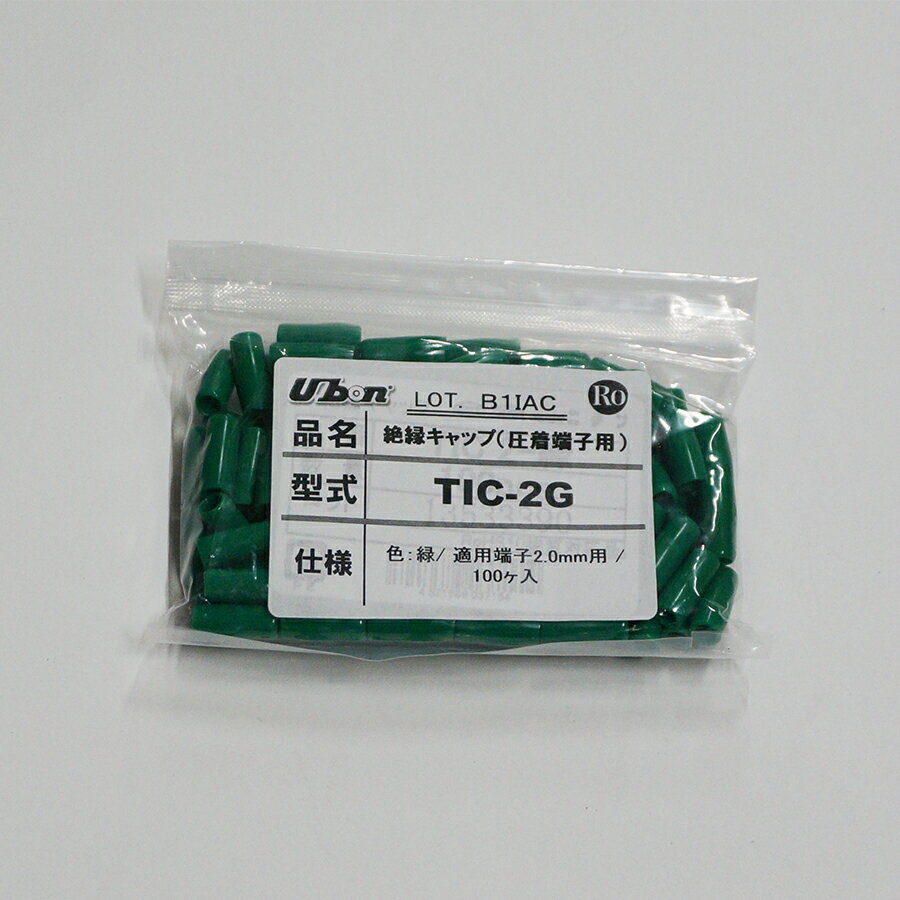 Ubon LOT. B1IAC Ro
品名 絶縁キャップ(圧着端子用)
型式 TIC-2G
仕様 色:緑/ 適用端子2.0mm用 /
100ヶ入